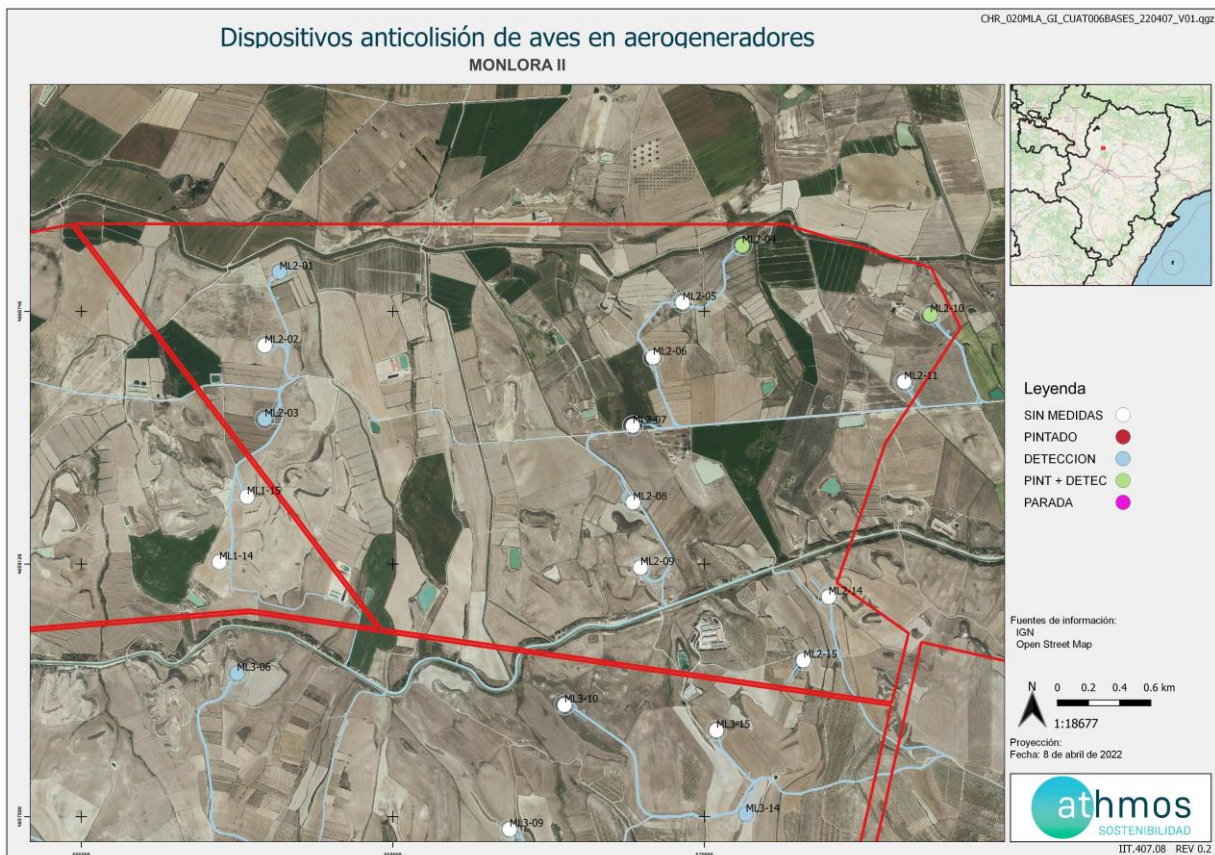 CHR_020MLA_GI_CUAT006BASES_220407_V01.qgz
Dispositivos anticolisión de aves en aerogeneradores
MONLORA II
ML2-04
ML2-01
ML2-05
ML2-10
ML2-02
ML2-06
ML2-11
ML2-03
ML2-07
ML1-15
ML2-08
ML1-14
ML2-09
ML2-14
ML2-15
ML3-06
ML3-10
ML3-15
ML3-14
ML3-09
4660740
4659120
Leyenda
SIN MEDIDAS
PINTADO
DETECCION
PINT + DETEC
PARADA
Fuentes de información:
IGN
Open Street Map
N
0 0.2 0.4 0.6 km
1:18677
Proyección:
Fecha: 8 de abril de 2022
athmos
SOSTENIBILIDAD
IIT.407.08 REV 0.2